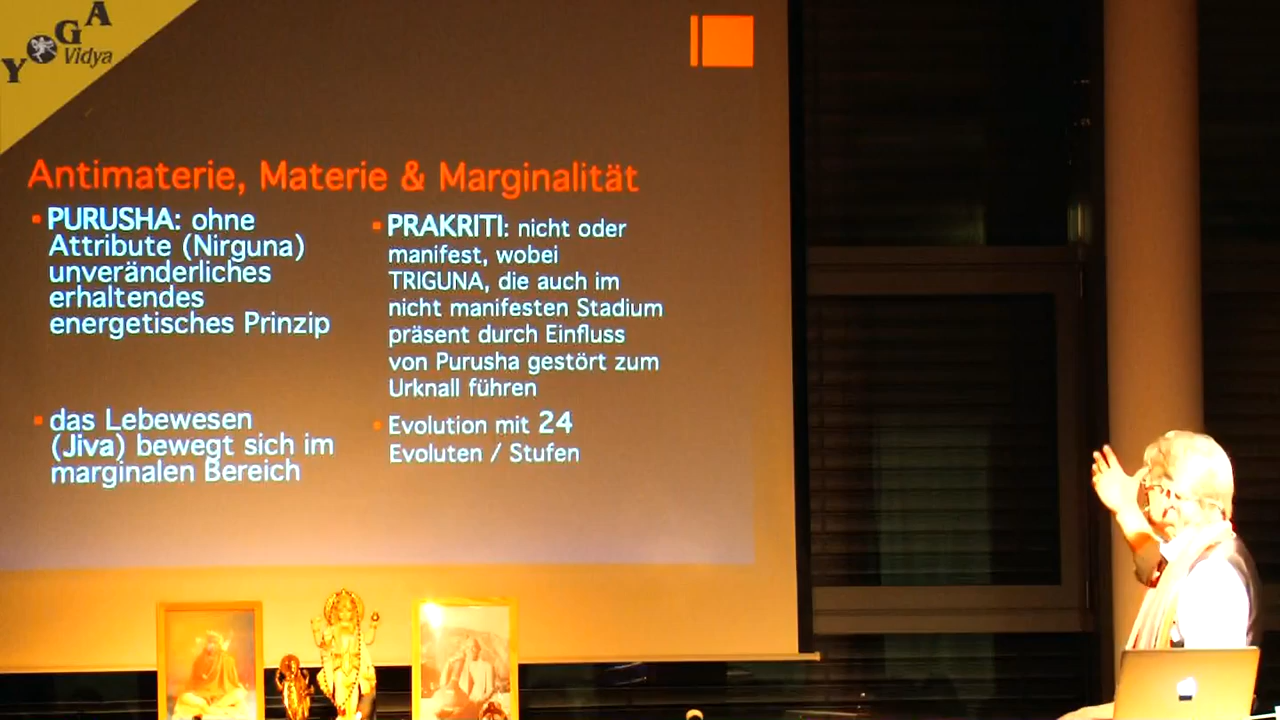 YOGA
Vidya
Antimaterie, Materie & Marginalität
PURUSHA: ohne
Attribute (Nirguna)
unveränderliches
erhaltendes
energetisches Prinzip
das Lebewesen
(Jiva) bewegt sich im
marginalen Bereich
PRAKRITI: nicht oder
manifest, wobei
TRIGUNA, die auch im
nicht manifesten Stadium
präsent durch Einfluss
von Purusha gestört zum
Urknall führen
Evolution mit 24
Evoluten / Stufen